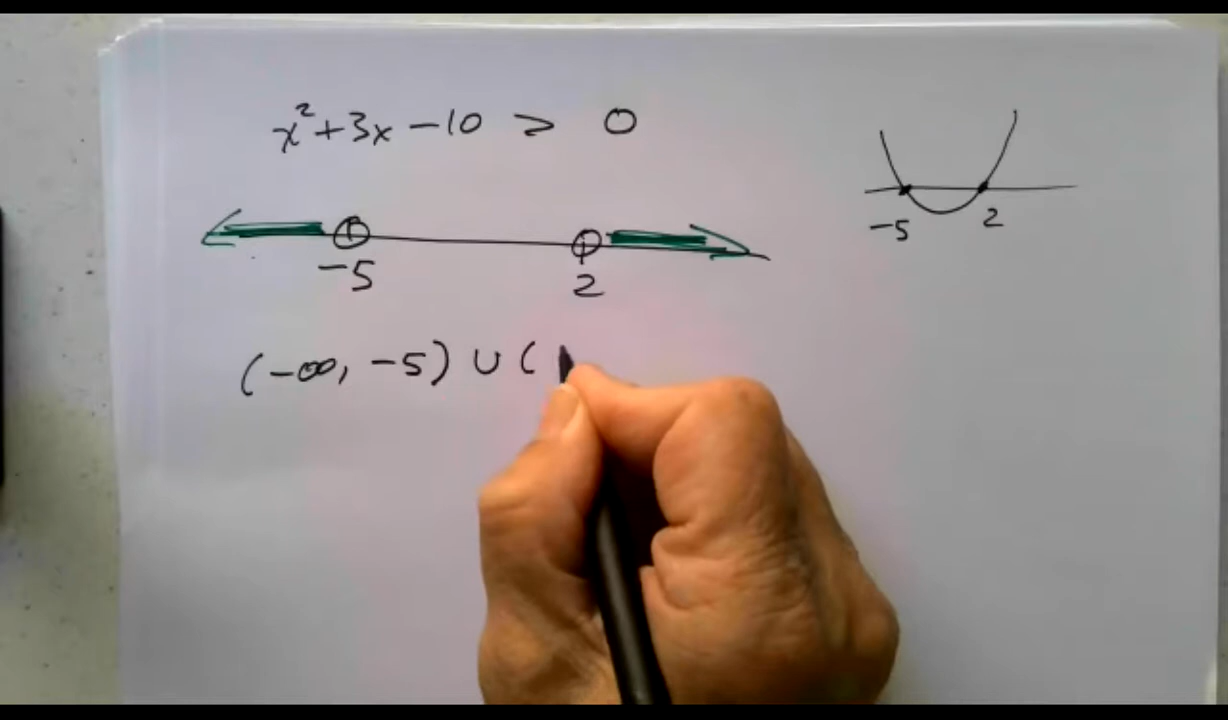 x²+3x-10 > 0
-5 2
-5 2
(-∞, -5) ∪ (